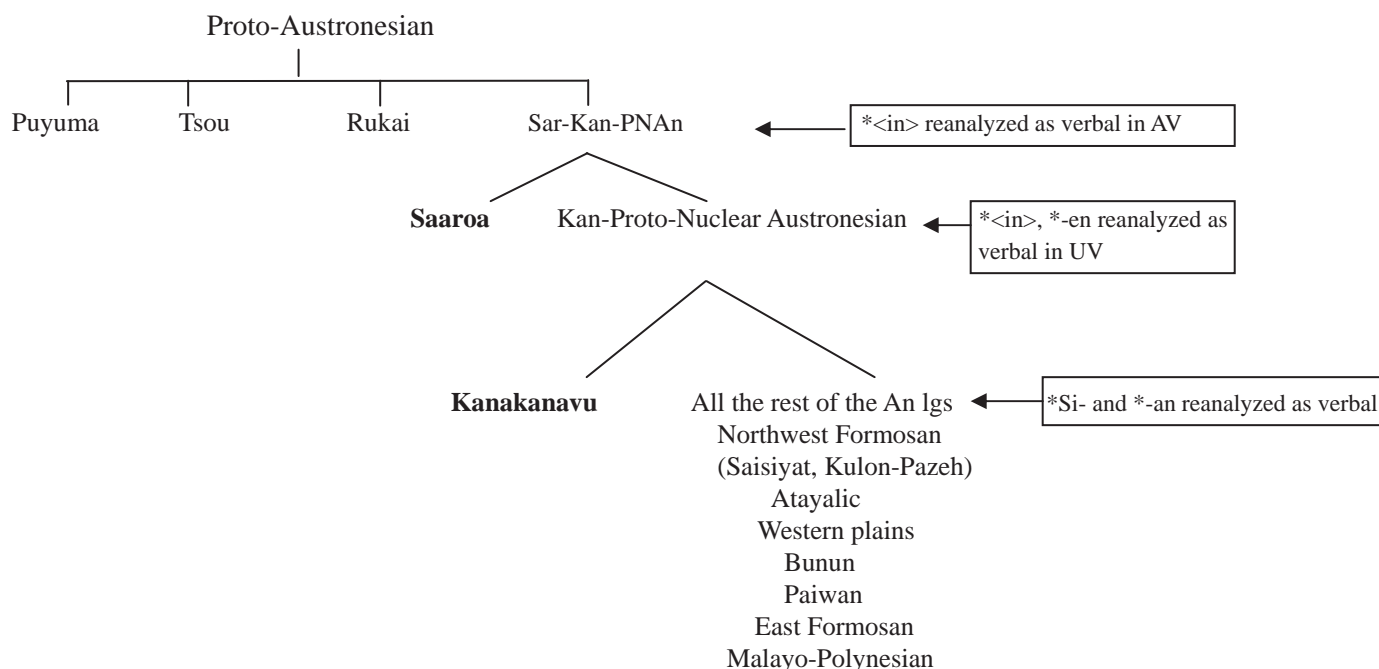 Proto-Austronesian
Puyuma Tsou Rukai Sar-Kan-PNAn
*<in> reanalyzed as verbal in AV
Saaroa Kan-Proto-Nuclear Austronesian
*<in>, *-en reanalyzed as
verbal in UV
Kanakanavu All the rest of the An lgs
*Si- and *-an reanalyzed as verbal
Northwest Formosan
(Saisiyat, Kulon-Pazeh)
Atayalic
Western plains
Bunun
Paiwan
East Formosan
Malayo-Polynesian